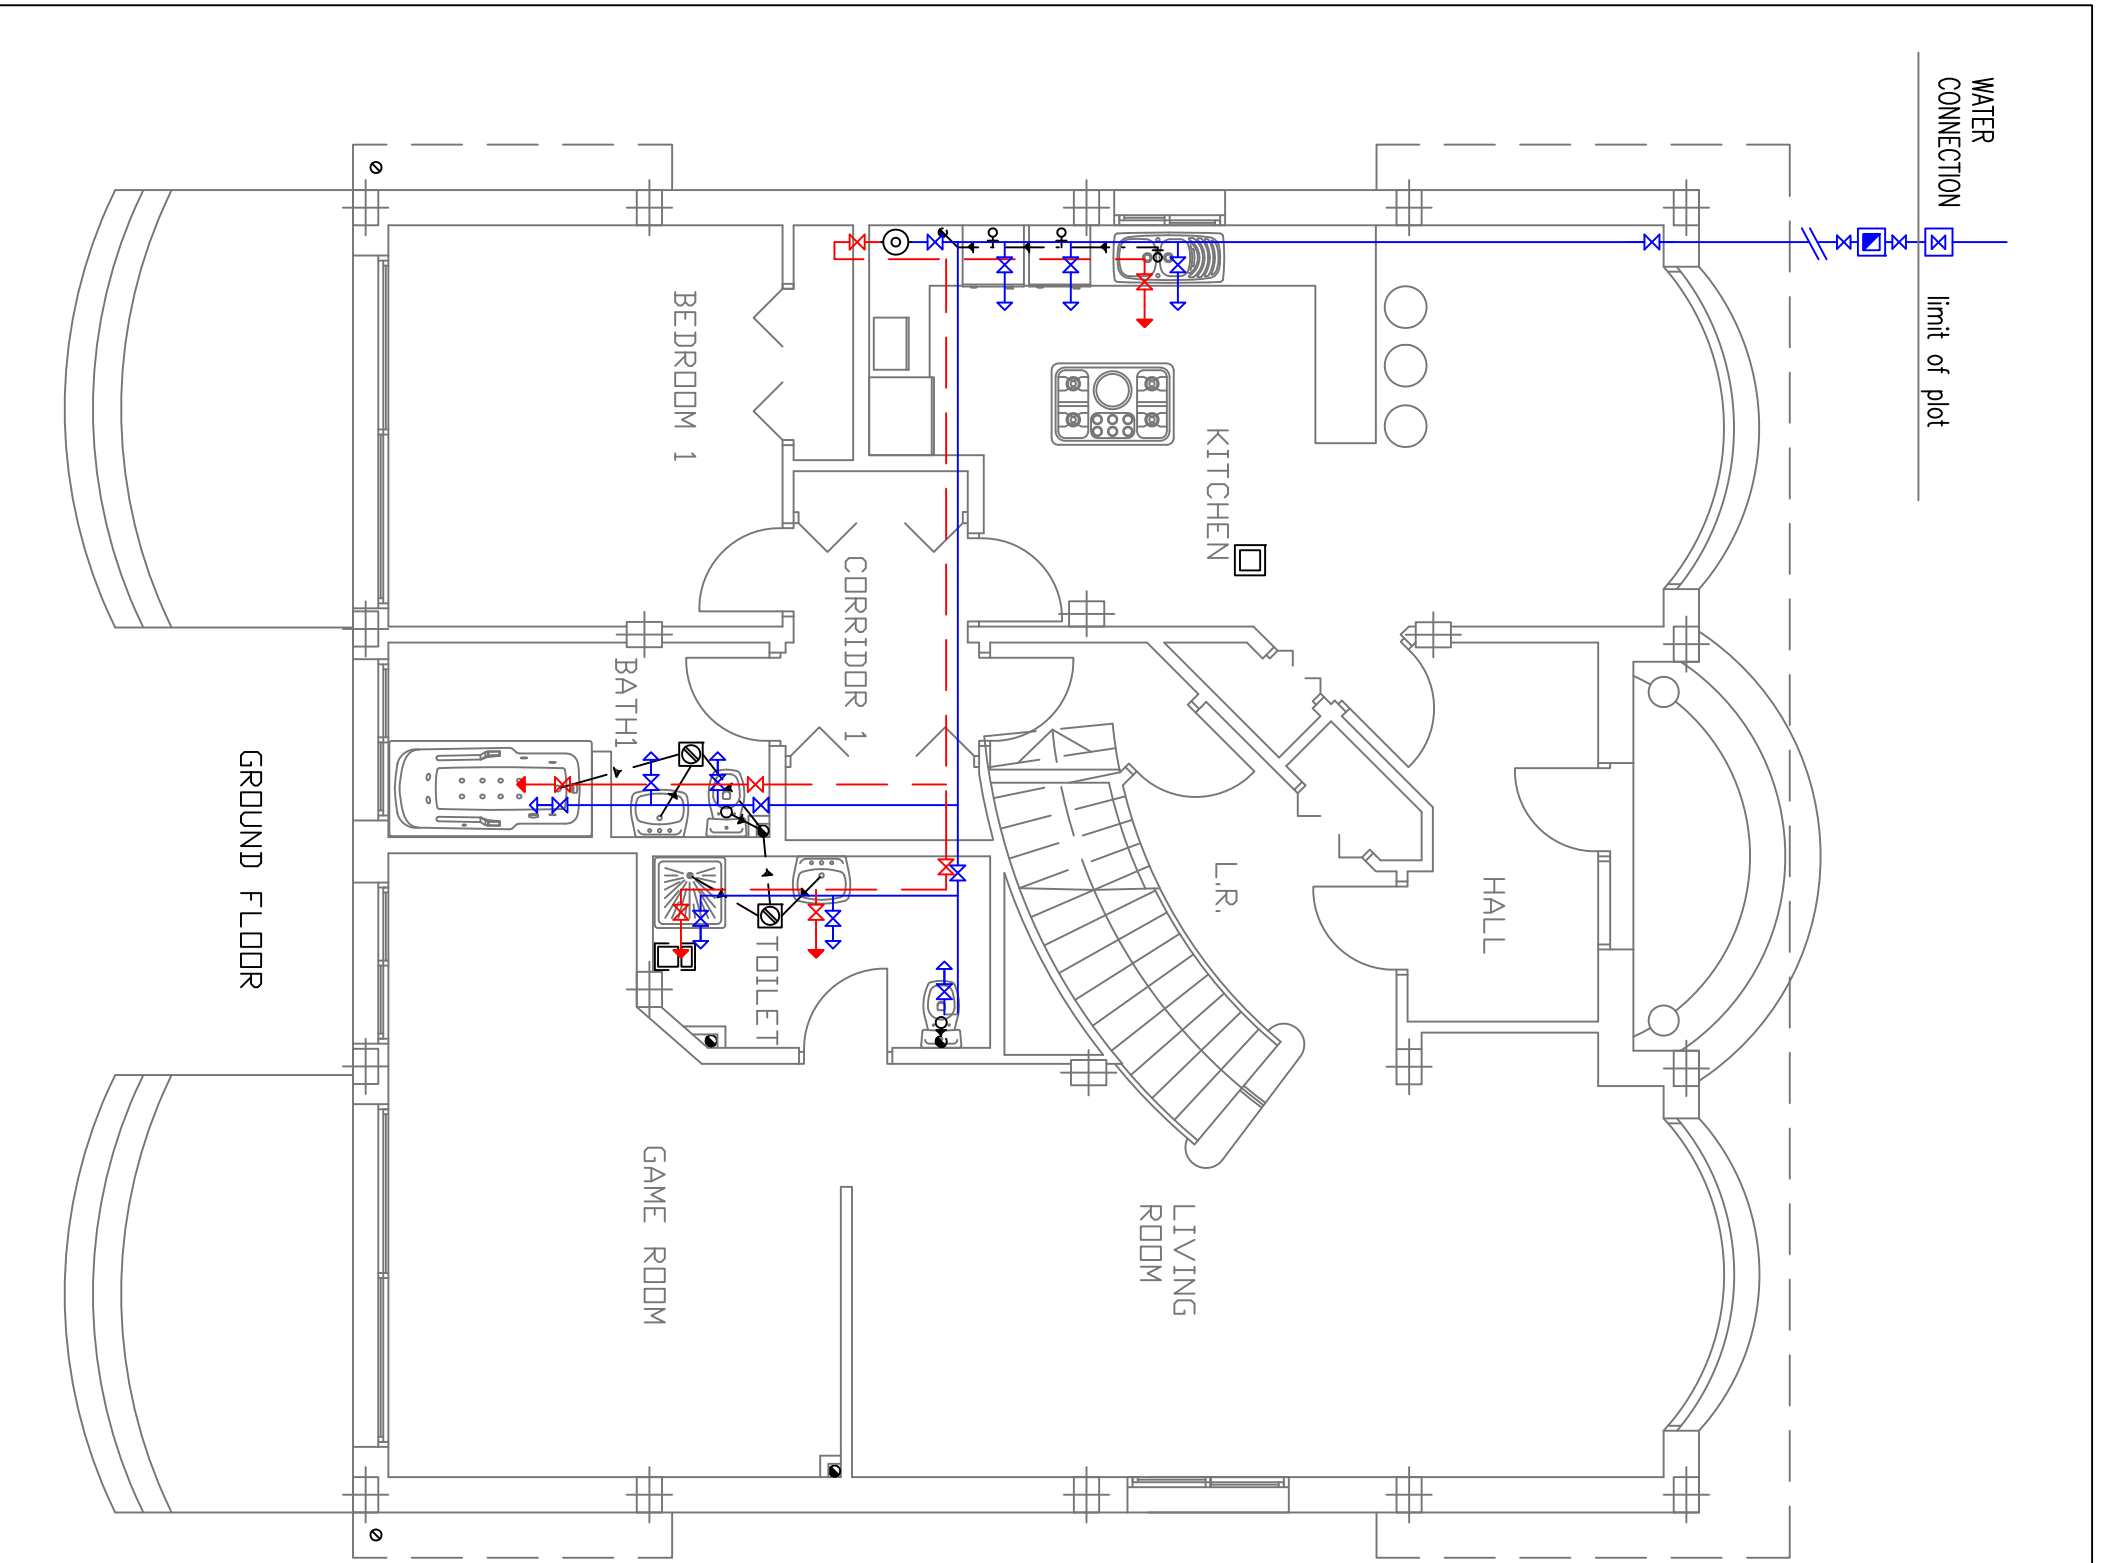 WATER
CONNECTION
limit of plot
BEDROOM 1
KITCHEN
CORRIDOR 1
BATH1
L.R.
HALL
TOILET
GROUND FLOOR
GAME ROOM
LIVING
ROOM